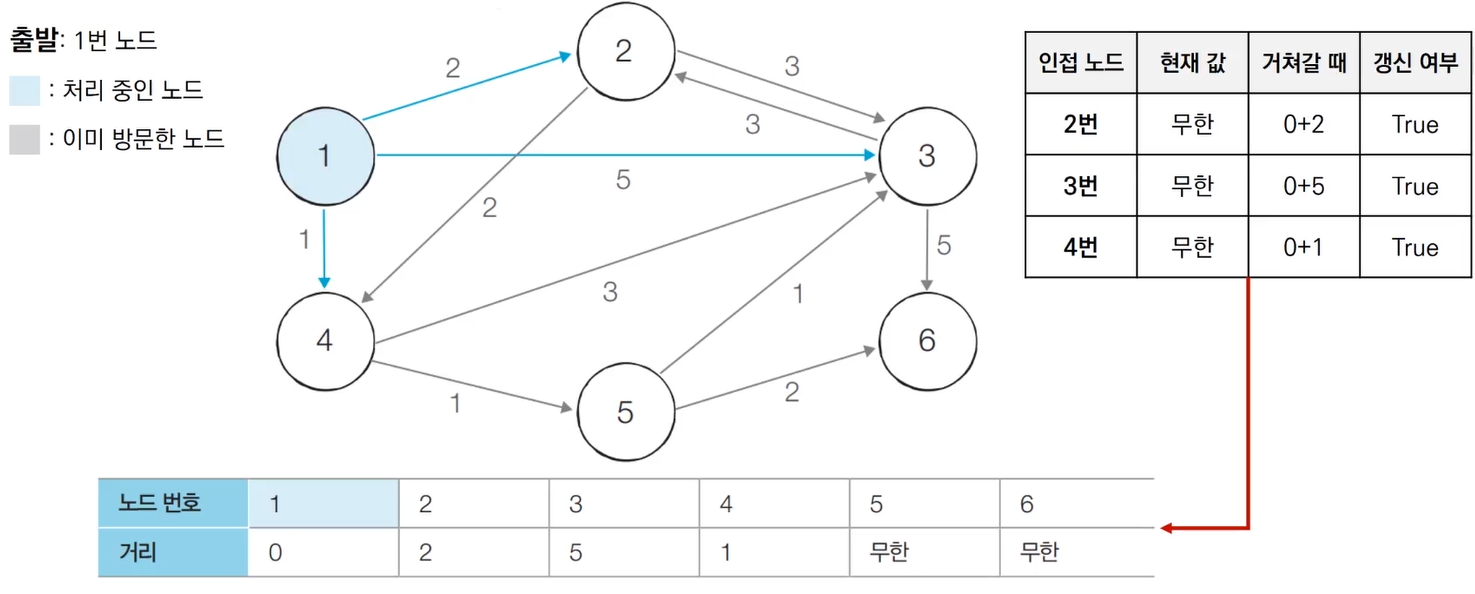 출발: 1번 노드
: 처리 중인 노드
: 이미 방문한 노드
2
2
3
3
1
3
5
2
1
5
3
1
4
6
1
5
2
인접 노드 현재 값 거쳐갈 때 갱신 여부
2번 무한 0+2 True
3번 무한 0+5 True
4번 무한 0+1 True
노드 번호 1 2 3 4 5 6
거리 0 2 5 1 무한 무한